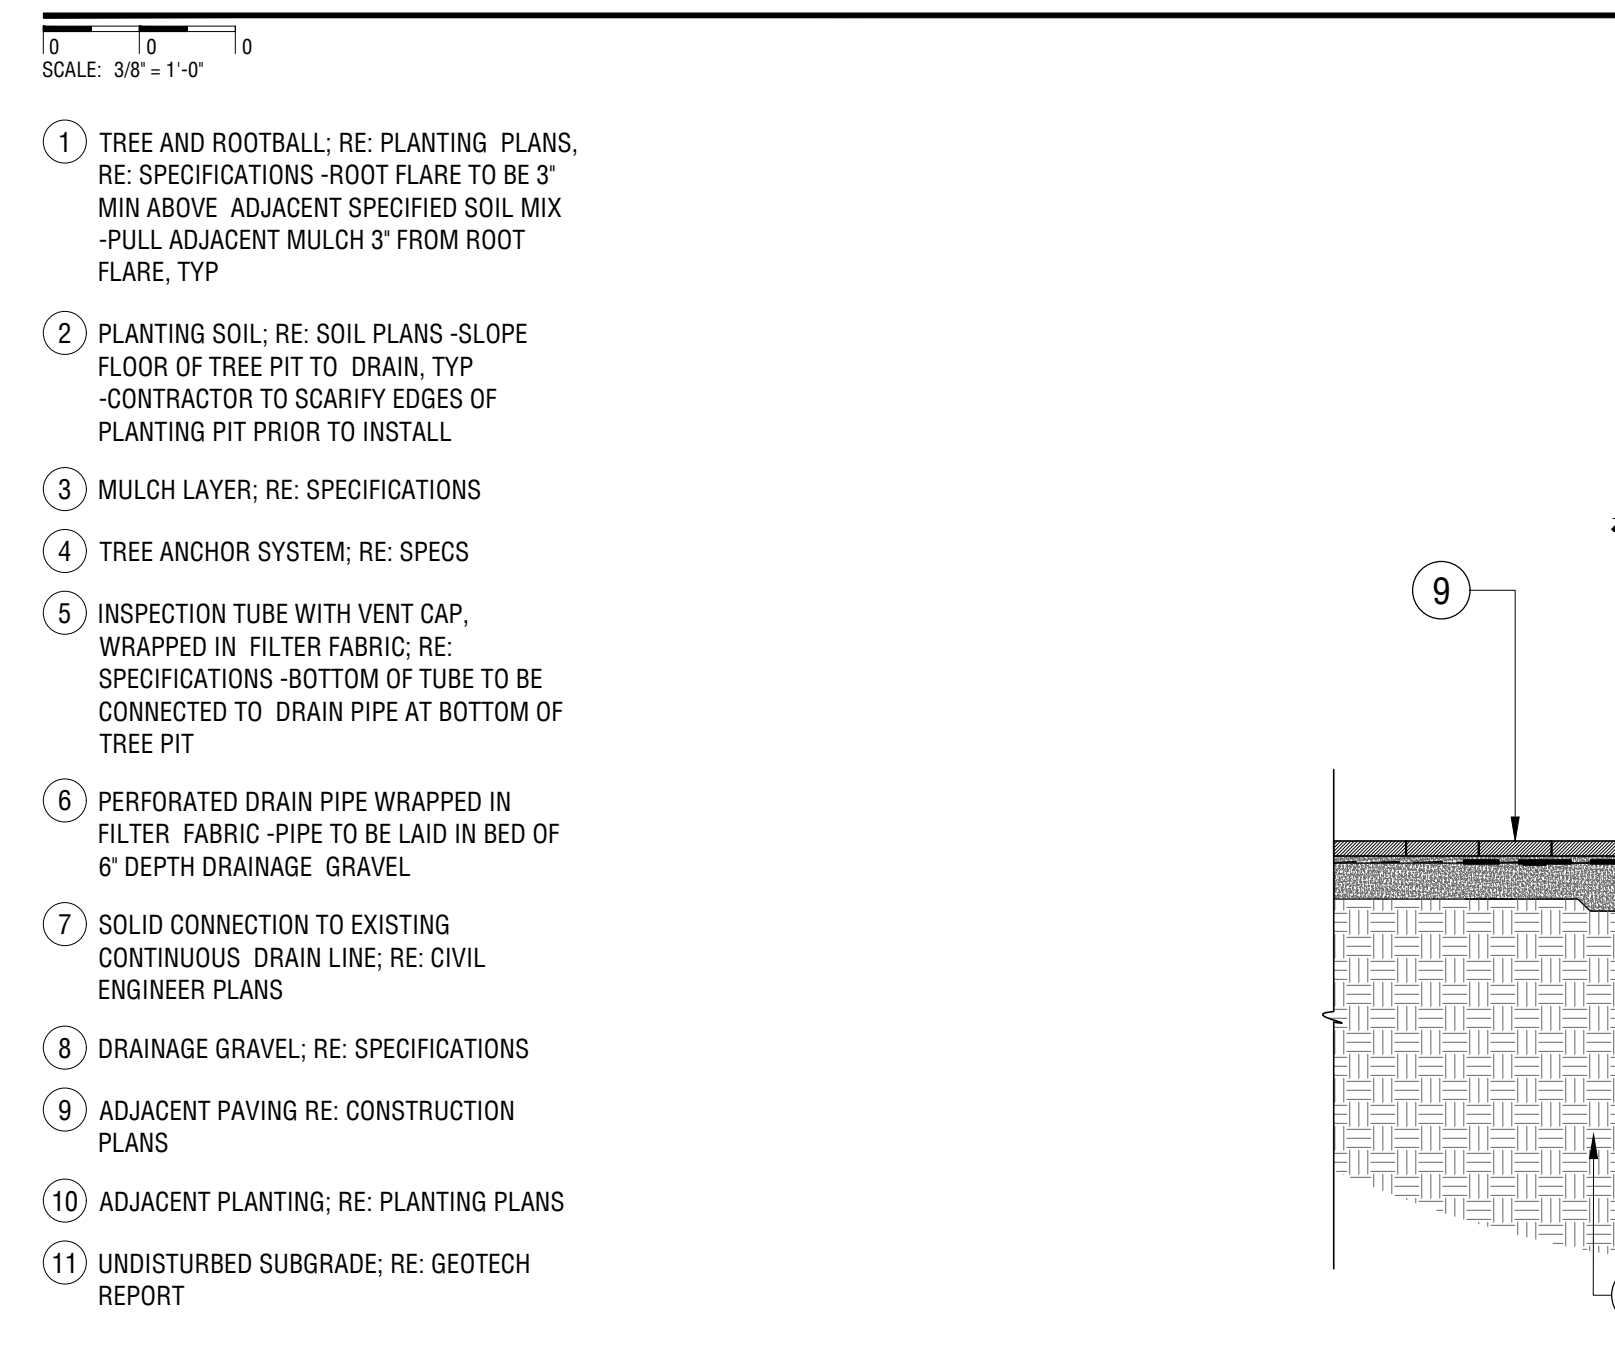 0 0 0
SCALE: 3/8" = 1'-0"
1 TREE AND ROOTBALL; RE: PLANTING PLANS,
RE: SPECIFICATIONS -ROOT FLARE TO BE 3"
MIN ABOVE ADJACENT SPECIFIED SOIL MIX
-PULL ADJACENT MULCH 3" FROM ROOT
FLARE, TYP
2 PLANTING SOIL; RE: SOIL PLANS -SLOPE
FLOOR OF TREE PIT TO DRAIN, TYP
-CONTRACTOR TO SCARIFY EDGES OF
PLANTING PIT PRIOR TO INSTALL
3 MULCH LAYER; RE: SPECIFICATIONS
4 TREE ANCHOR SYSTEM; RE: SPECS
5 INSPECTION TUBE WITH VENT CAP,
WRAPPED IN FILTER FABRIC; RE:
SPECIFICATIONS -BOTTOM OF TUBE TO BE
CONNECTED TO DRAIN PIPE AT BOTTOM OF
TREE PIT
6 PERFORATED DRAIN PIPE WRAPPED IN
FILTER FABRIC -PIPE TO BE LAID IN BED OF
6" DEPTH DRAINAGE GRAVEL
7 SOLID CONNECTION TO EXISTING
CONTINUOUS DRAIN LINE; RE: CIVIL
ENGINEER PLANS
8 DRAINAGE GRAVEL; RE: SPECIFICATIONS
9 ADJACENT PAVING RE: CONSTRUCTION
PLANS
10 ADJACENT PLANTING; RE: PLANTING PLANS
11 UNDISTURBED SUBGRADE; RE: GEOTECH
REPORT
9